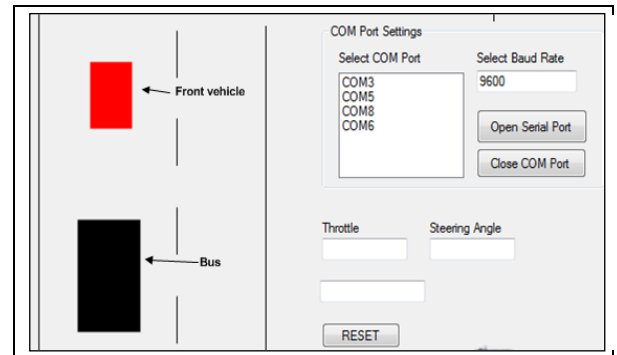 Front vehicle
Bus
COM Port Settings
Select COM Port
Select Baud Rate
COM3
COM5
COM8
COM6
9600
Open Serial Port
Close COM Port
Throttle
Steering Angle
RESET